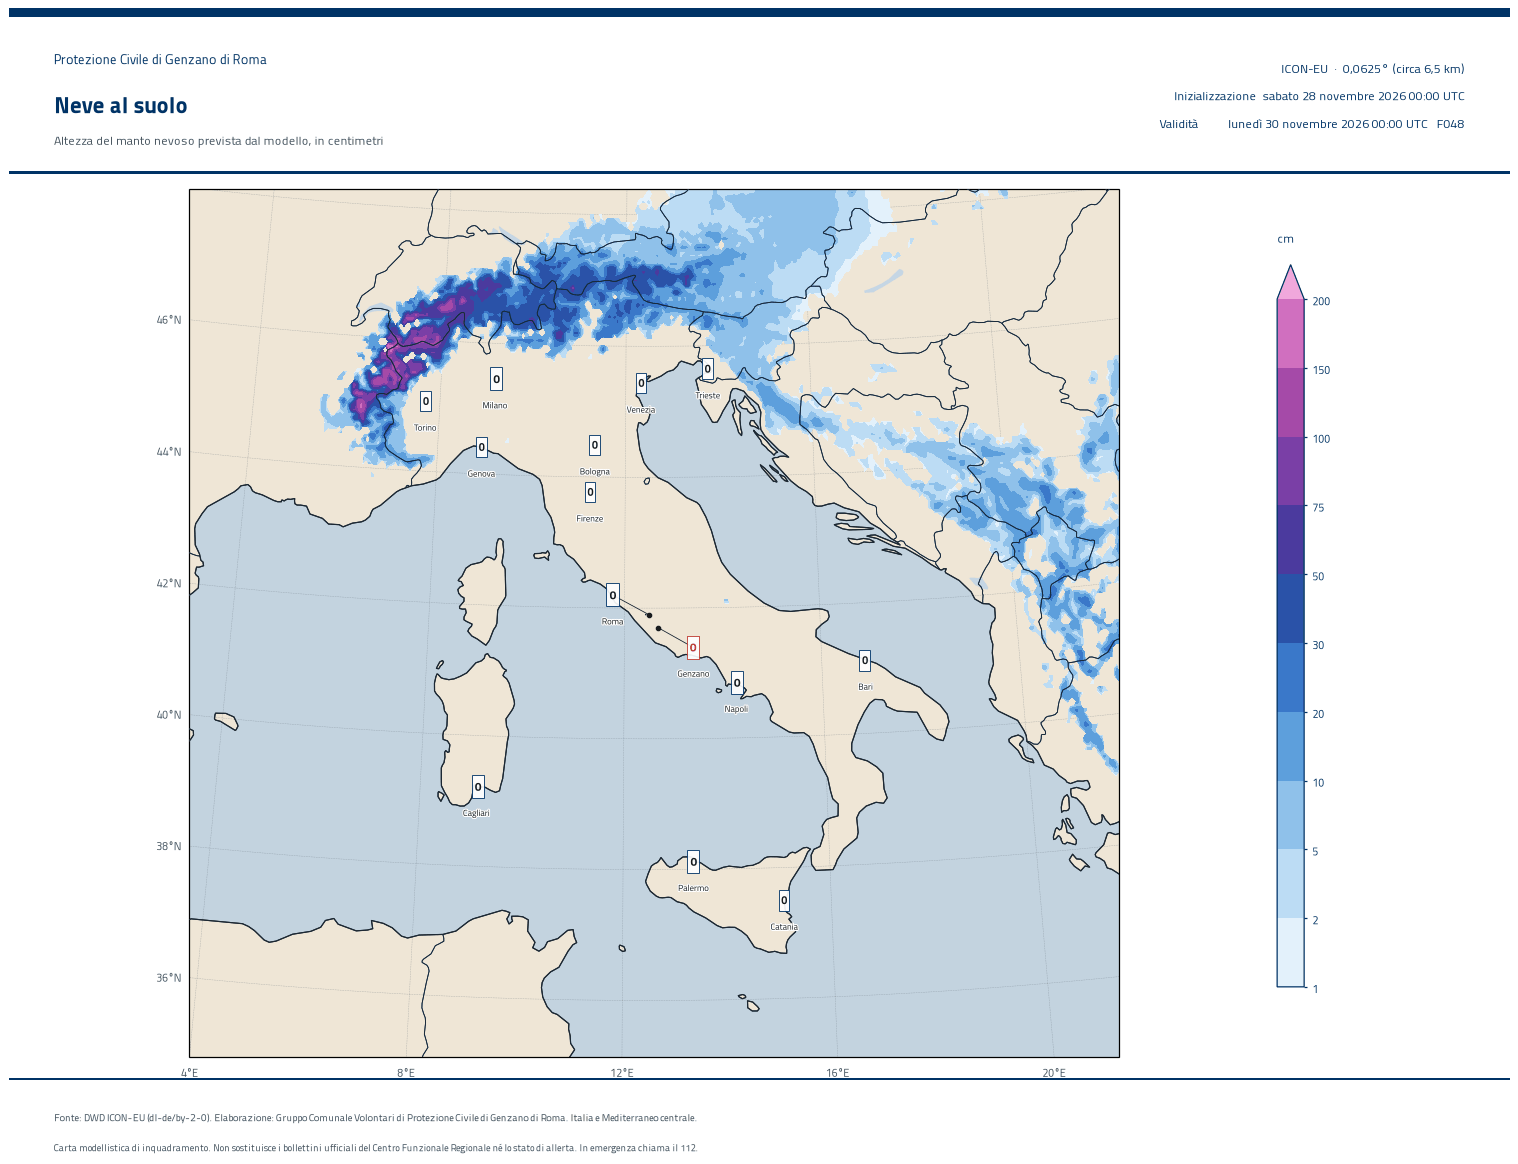 Protezione Civile di Genzano di Roma
Neve al suolo
Altezza del manto nevoso prevista dal modello, in centimetri
ICON-EU · 0,0625° (circa 6,5 km)
Inizializzazione sabato 28 novembre 2026 00:00 UTC
Validità lunedì 30 novembre 2026 00:00 UTC F048
cm
200
150
100
75
50
30
20
10
5
2
1
46°N
44°N
42°N
40°N
38°N
36°N
4°E
8°E
12°E
16°E
20°E
0
Trieste
0
Milano
0
Venezia
0
Torino
0
Genova
0
Bologna
0
Firenze
0
Roma
0
Genzano
0
Napoli
0
Bari
0
Cagliari
0
Palermo
0
Catania
Fonte: DWD ICON-EU (dl-de/by-2-0). Elaborazione: Gruppo Comunale Volontari di Protezione Civile di Genzano di Roma. Italia e Mediterraneo centrale.
Carta modellistica di inquadramento. Non sostituisce i bollettini ufficiali del Centro Funzionale Regionale né lo stato di allerta. In emergenza chiama il 112.